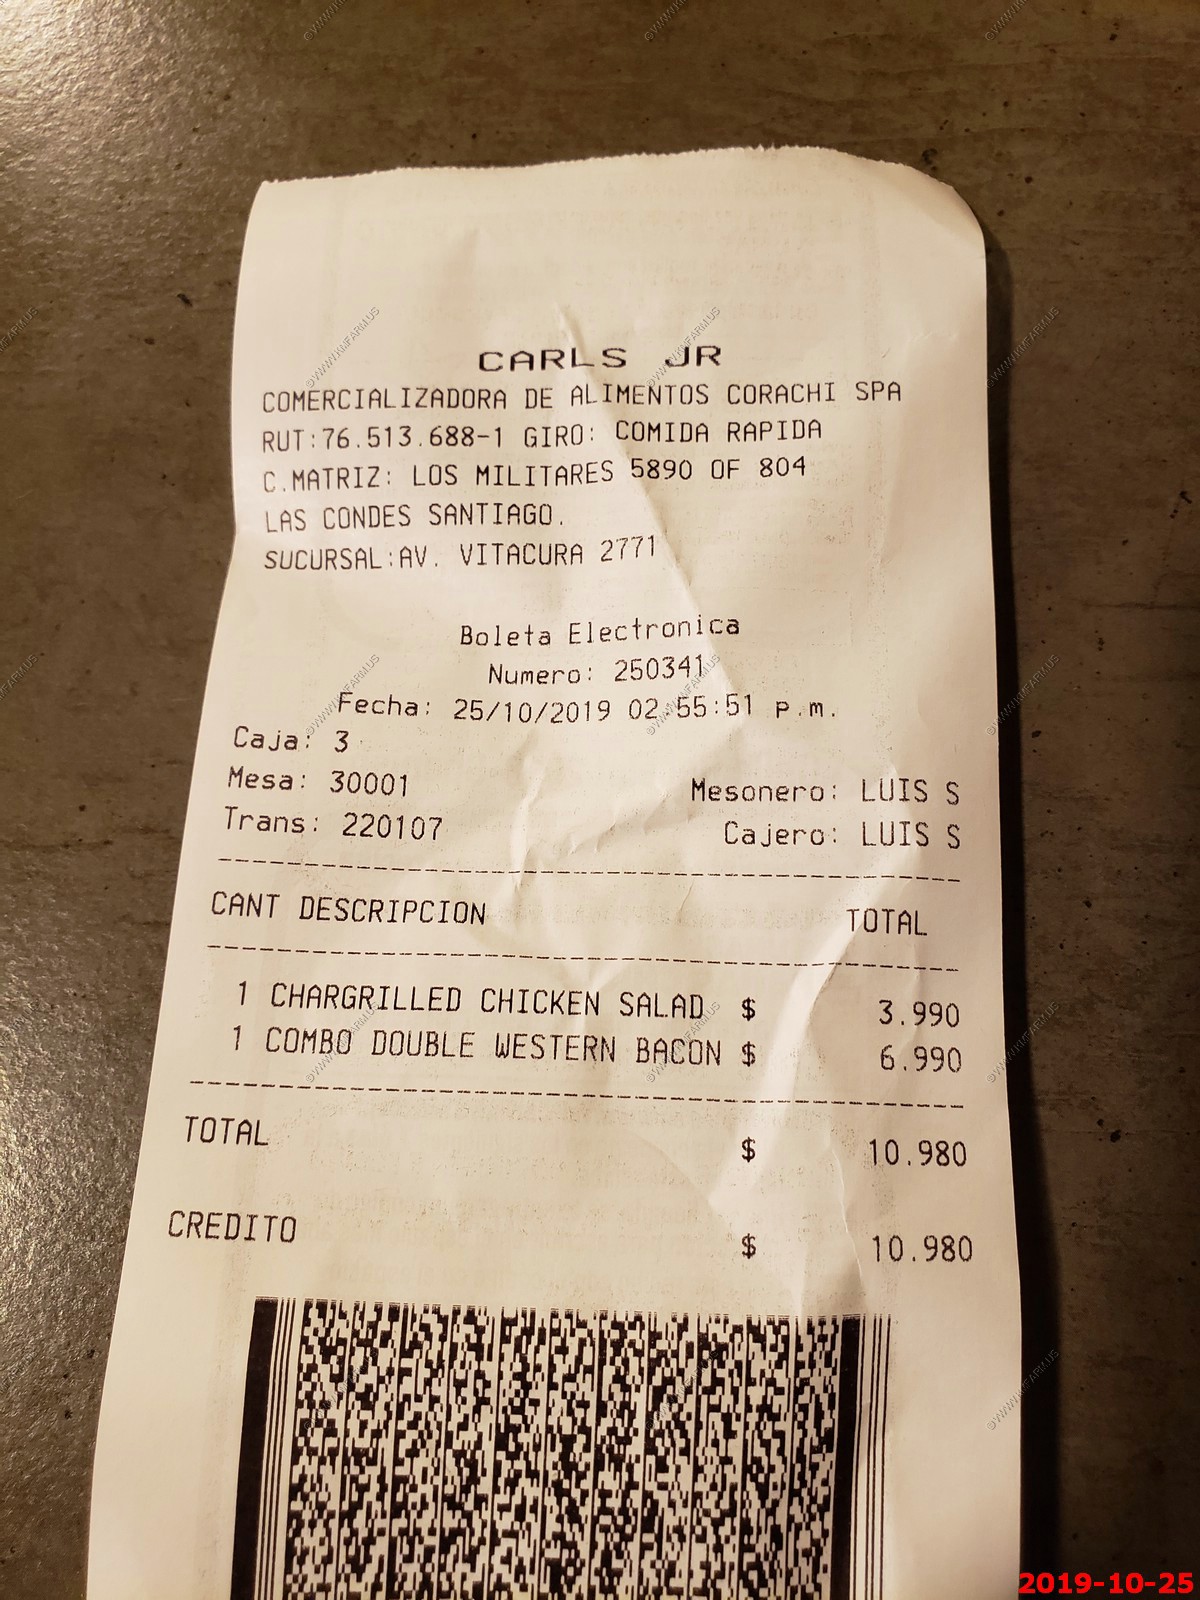 CARLS JR
COMERCIALIZADORA DE ALIMENTOS CORACHI SPA
RUT:76.513.688-1 GIRO: COMIDA RAPIDA
C.MATRIZ: LOS MILITARES 5890 OF 804
LAS CONDES SANTIAGO.
SUCURSAL:AV. VITACURA 2771
Boleta Electronica
Numero: 250341
Fecha: 25/10/2019 02:55:51 p.m.
Caja: 3
Mesa: 30001 Mesonero: LUIS S
Trans: 220107 Cajero: LUIS S
CANT DESCRIPCION TOTAL
1 CHARGRILLED CHICKEN SALAD $ 3.990
1 COMBO DOUBLE WESTERN BACON $ 6.990
TOTAL $ 10.980
CREDITO $ 10.980
2019-10-25